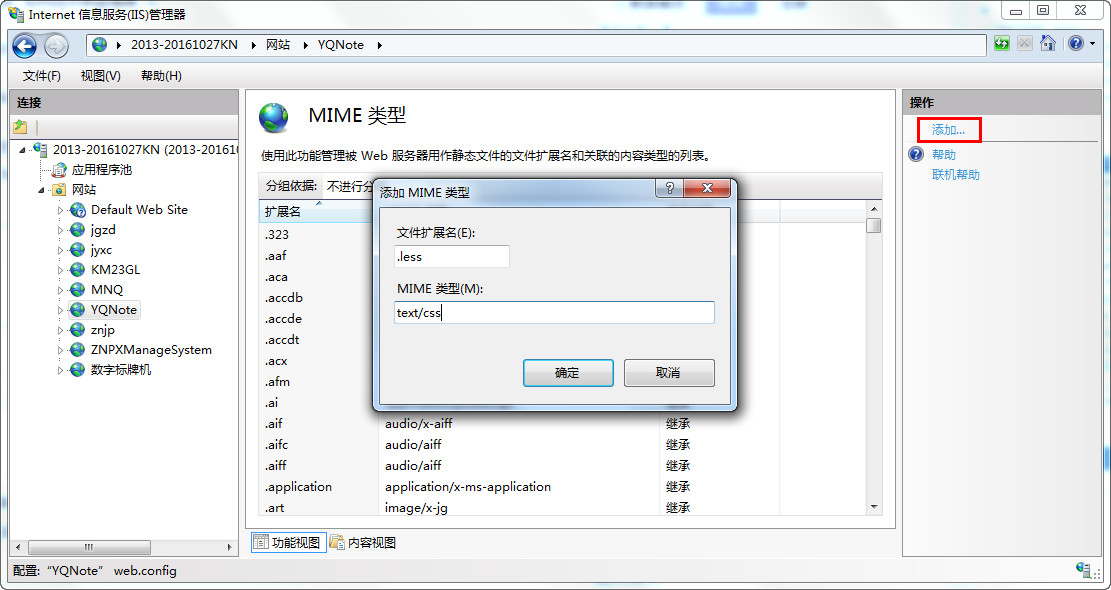 Internet 信息服务(IIS)管理器
2013-20161027KN 网站 YQNote
文件(F) 视图(V) 帮助(H)
连接
2013-20161027KN (2013-20161
应用程序池
网站
Default Web Site
jgzd
jyxc
KM23GL
MNQ
YQNote
znjp
ZNPXManageSystem
数字标牌机
MIME 类型
使用此功能管理被 Web 服务器用作静态文件的文件扩展名和关联的内容类型的列表。
分组依据: 不进行分
扩展名
.323
.aaf
.aca
.accdb
.accde
.accdt
.acx
.afm
.ai
.aif audio/x-aiff 继承
.aifc audio/aiff 继承
.aiff audio/aiff 继承
.application application/x-ms-application 继承
.art image/x-jg 继承
添加 MIME 类型
文件扩展名(E):
.less
MIME 类型(M):
text/css
确定 取消
功能视图 内容视图
操作
添加...
帮助
联机帮助
配置: “YQNote” web.config